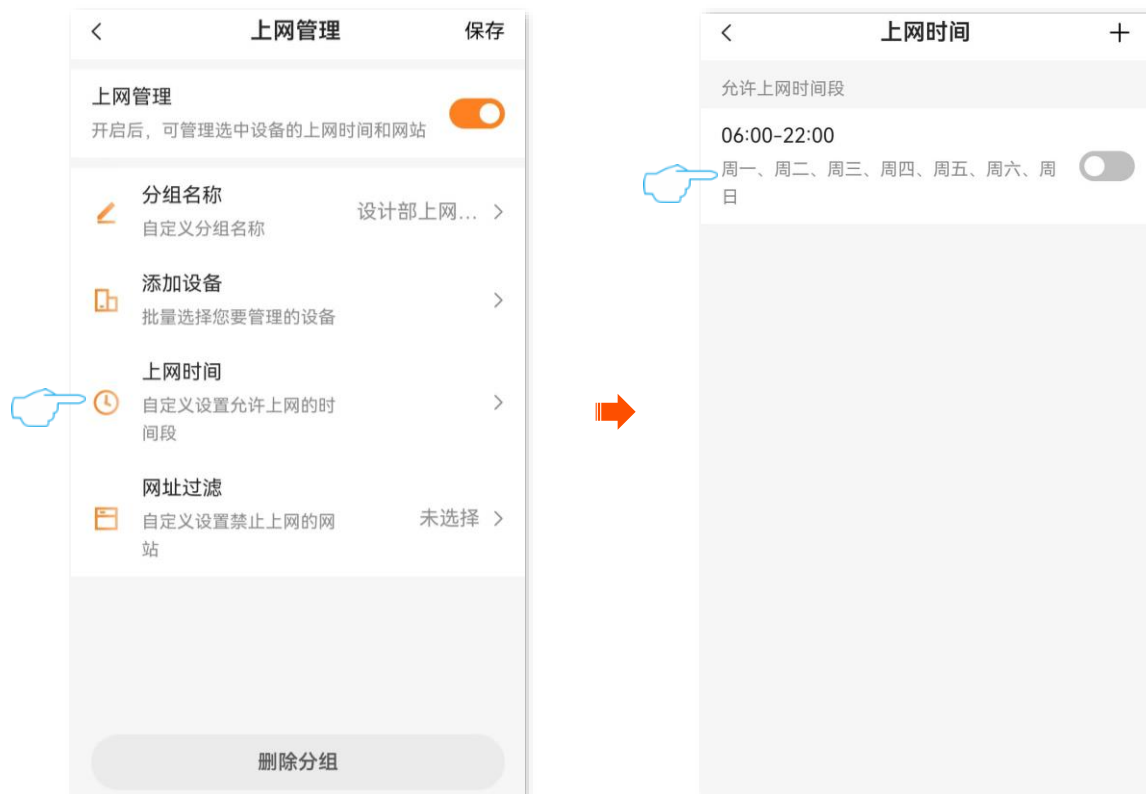 上网管理
保存
上网管理
开启后，可管理选中设备的上网时间和网站
分组名称
设计部上网...
自定义分组名称
添加设备
批量选择您要管理的设备
上网时间
自定义设置允许上网的时
间段
网址过滤
自定义设置禁止上网的网
站
未选择
删除分组
上网时间
允许上网时间段
06:00-22:00
周一、周二、周三、周四、周五、周六、周
日